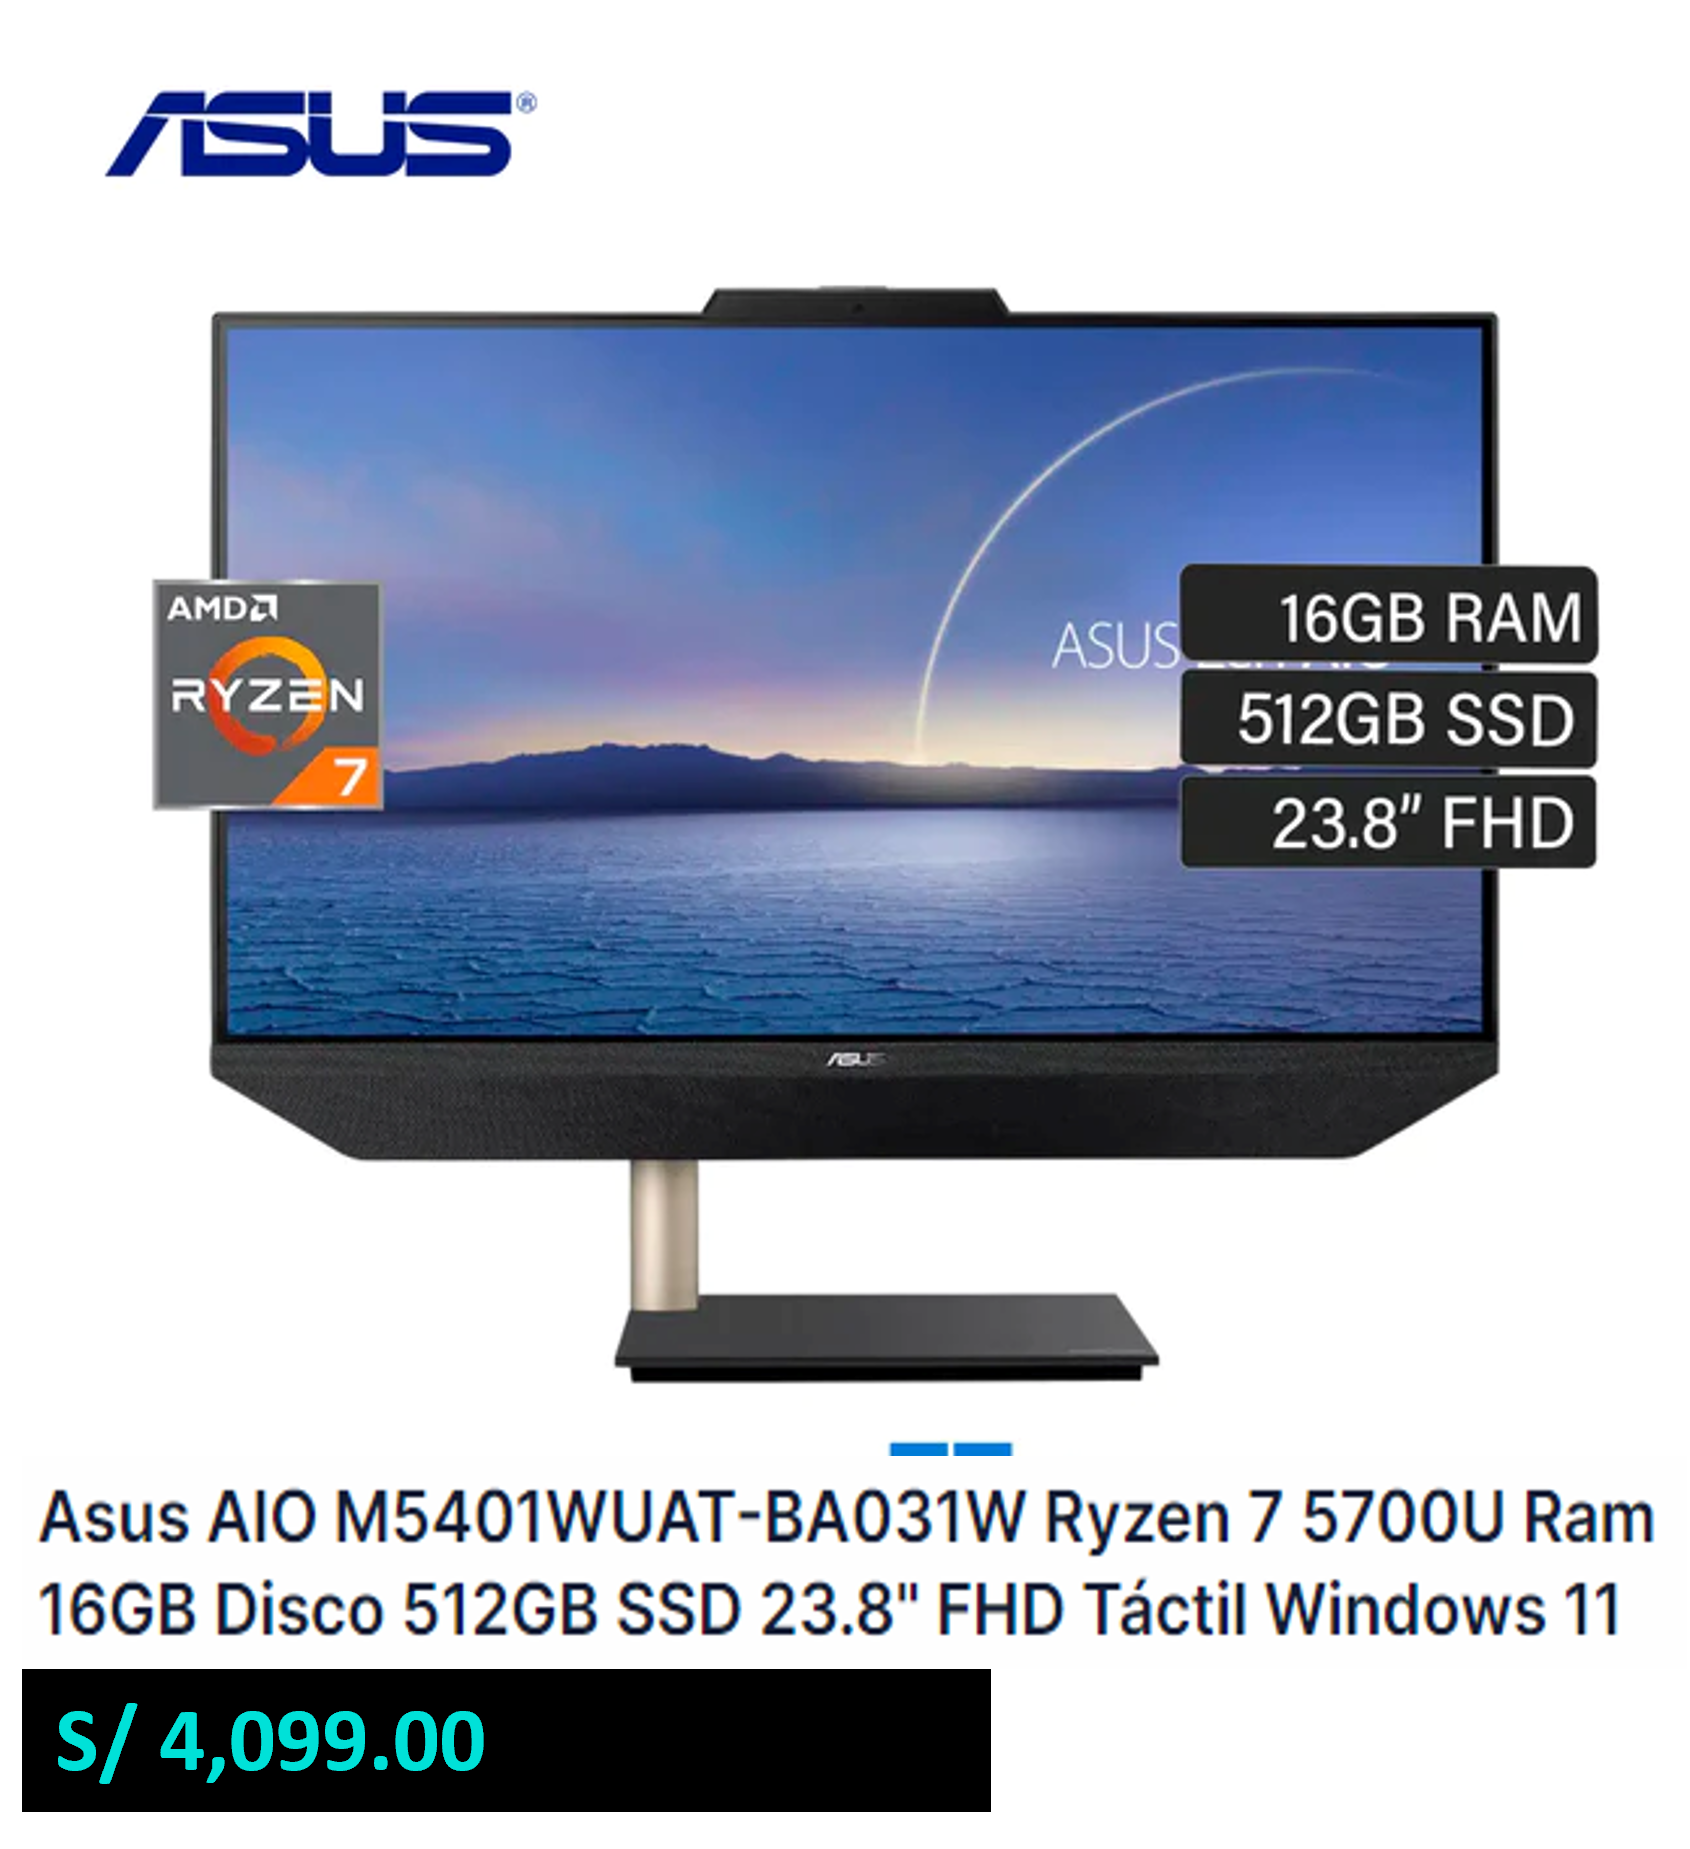 ASUS®
AMD
RYZEN
7
ASUS
16GB RAM
512GB SSD
23.8” FHD
ASUS
Asus AIO M5401WUAT-BA031W Ryzen 7 5700U Ram
16GB Disco 512GB SSD 23.8" FHD Táctil Windows 11
S/ 4,099.00